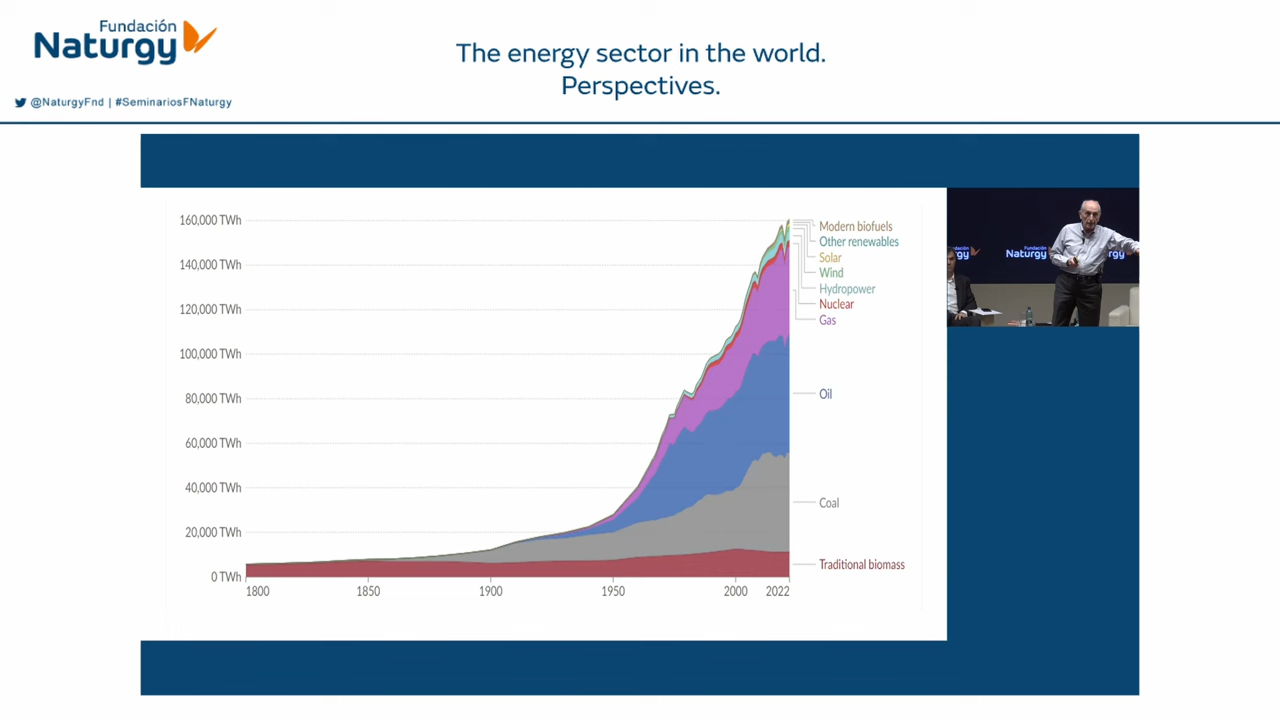 Fundación
Naturgy
@NaturgyFnd | #SeminariosFNaturgy
The energy sector in the world.
Perspectives.
160,000 TWh
140,000 TWh
120,000 TWh
100,000 TWh
80,000 TWh
60,000 TWh
40,000 TWh
20,000 TWh
0 TWh
1800
1850
1900
1950
2000
2022
Modern biofuels
Other renewables
Solar
Wind
Hydropower
Nuclear
Gas
Oil
Coal
Traditional biomass
Fundación
Naturgy